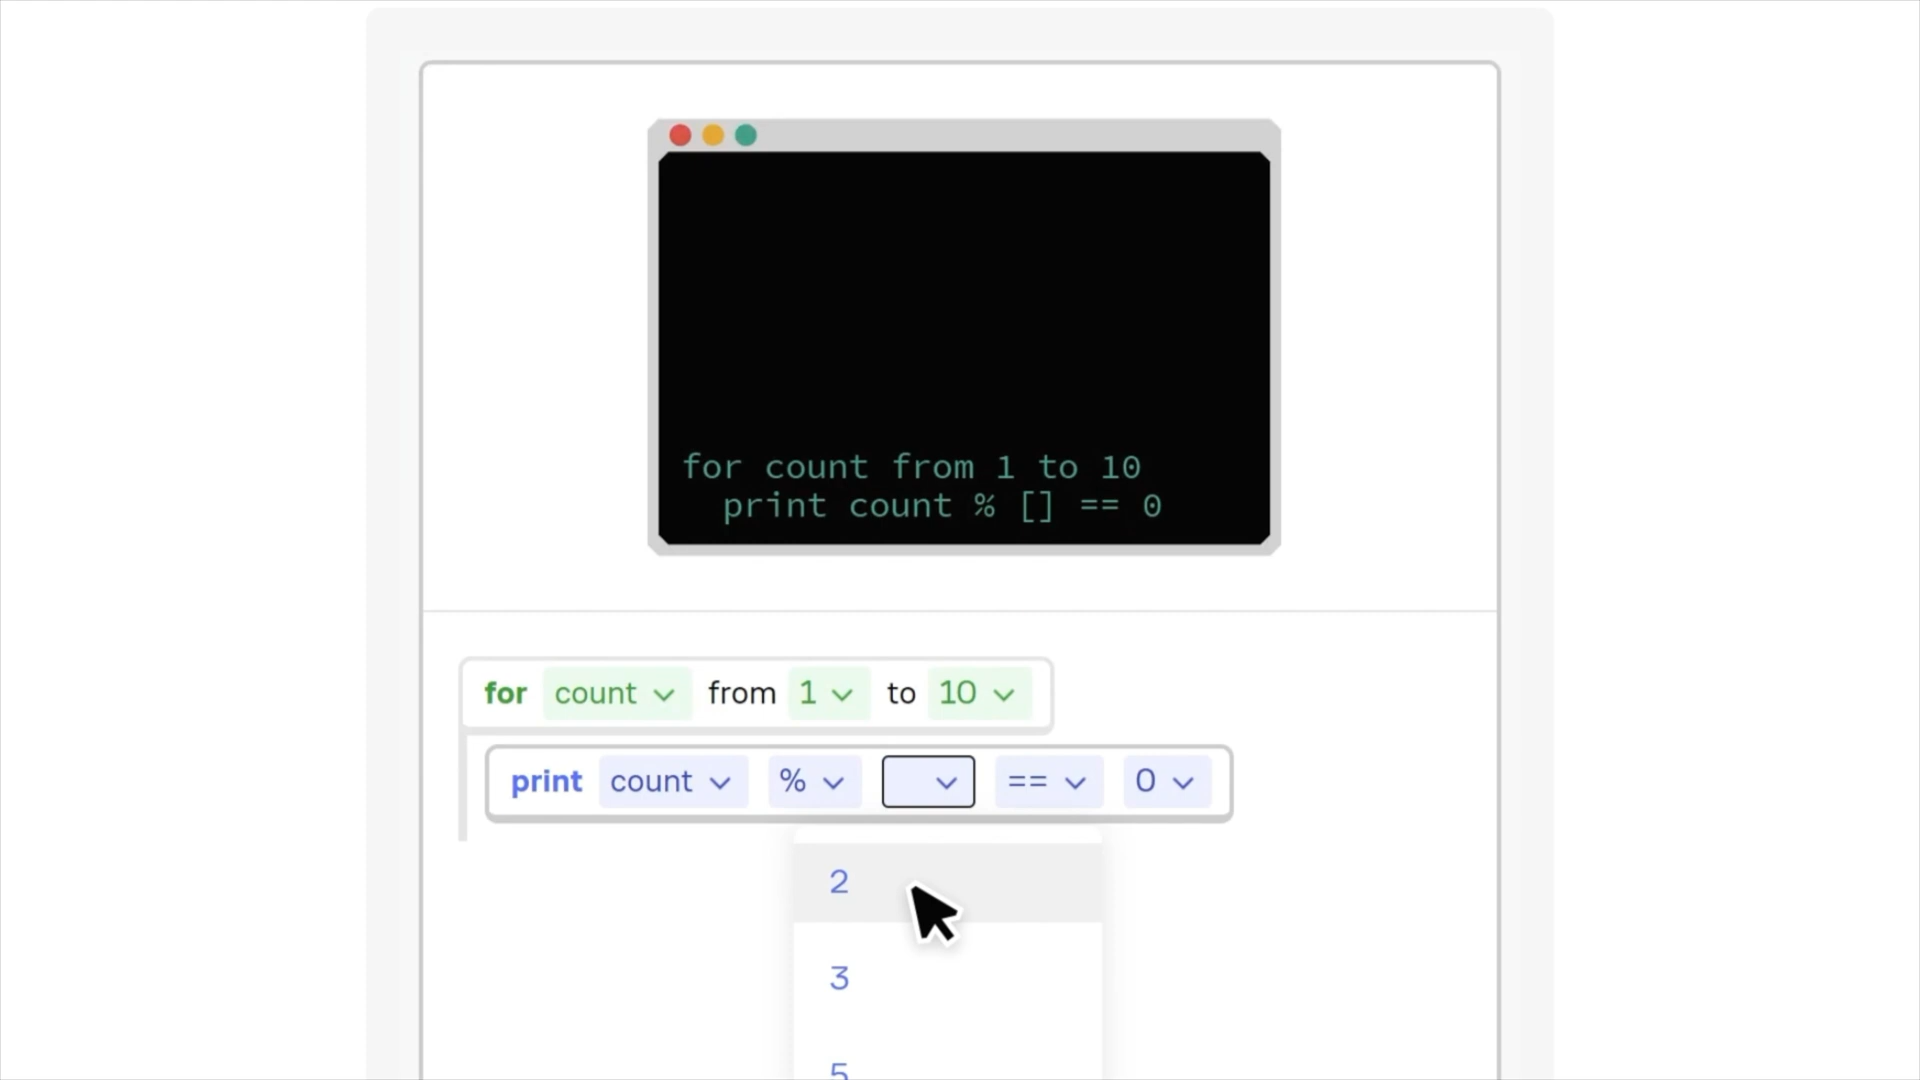 for count from 1 to 10
print count % [] == 0
for count from 1 to 10
print count % == 0
2
3
5